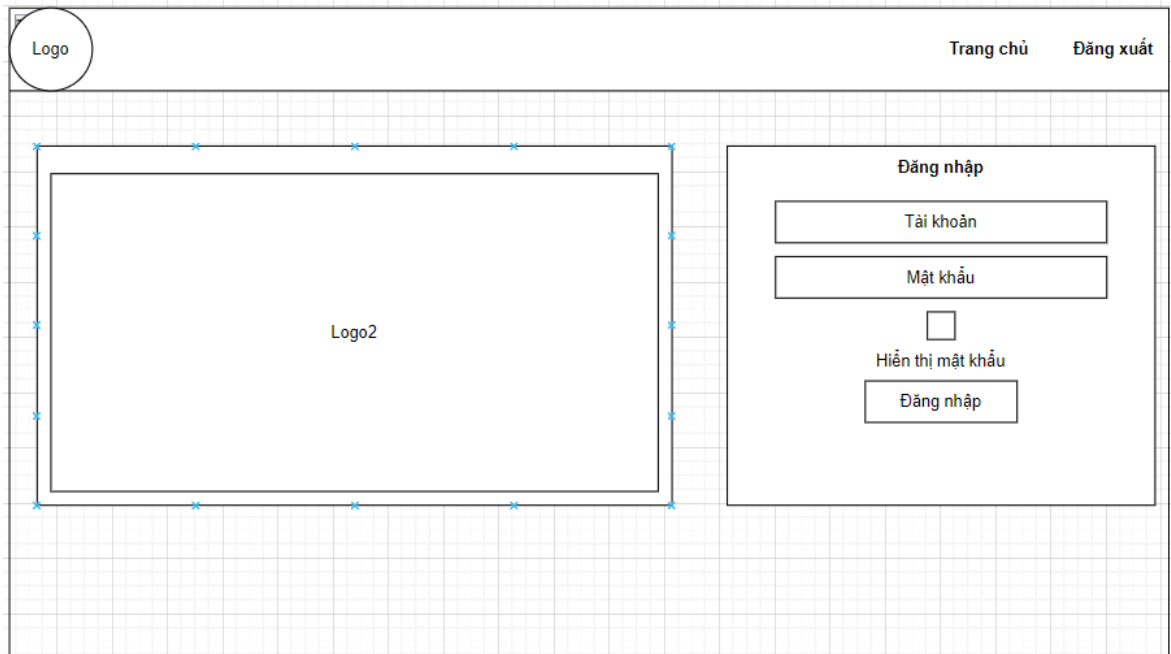 Logo
Trang chủ
Đăng xuất
Logo2
Đăng nhập
Tài khoản
Mật khẩu
Hiển thị mật khẩu
Đăng nhập